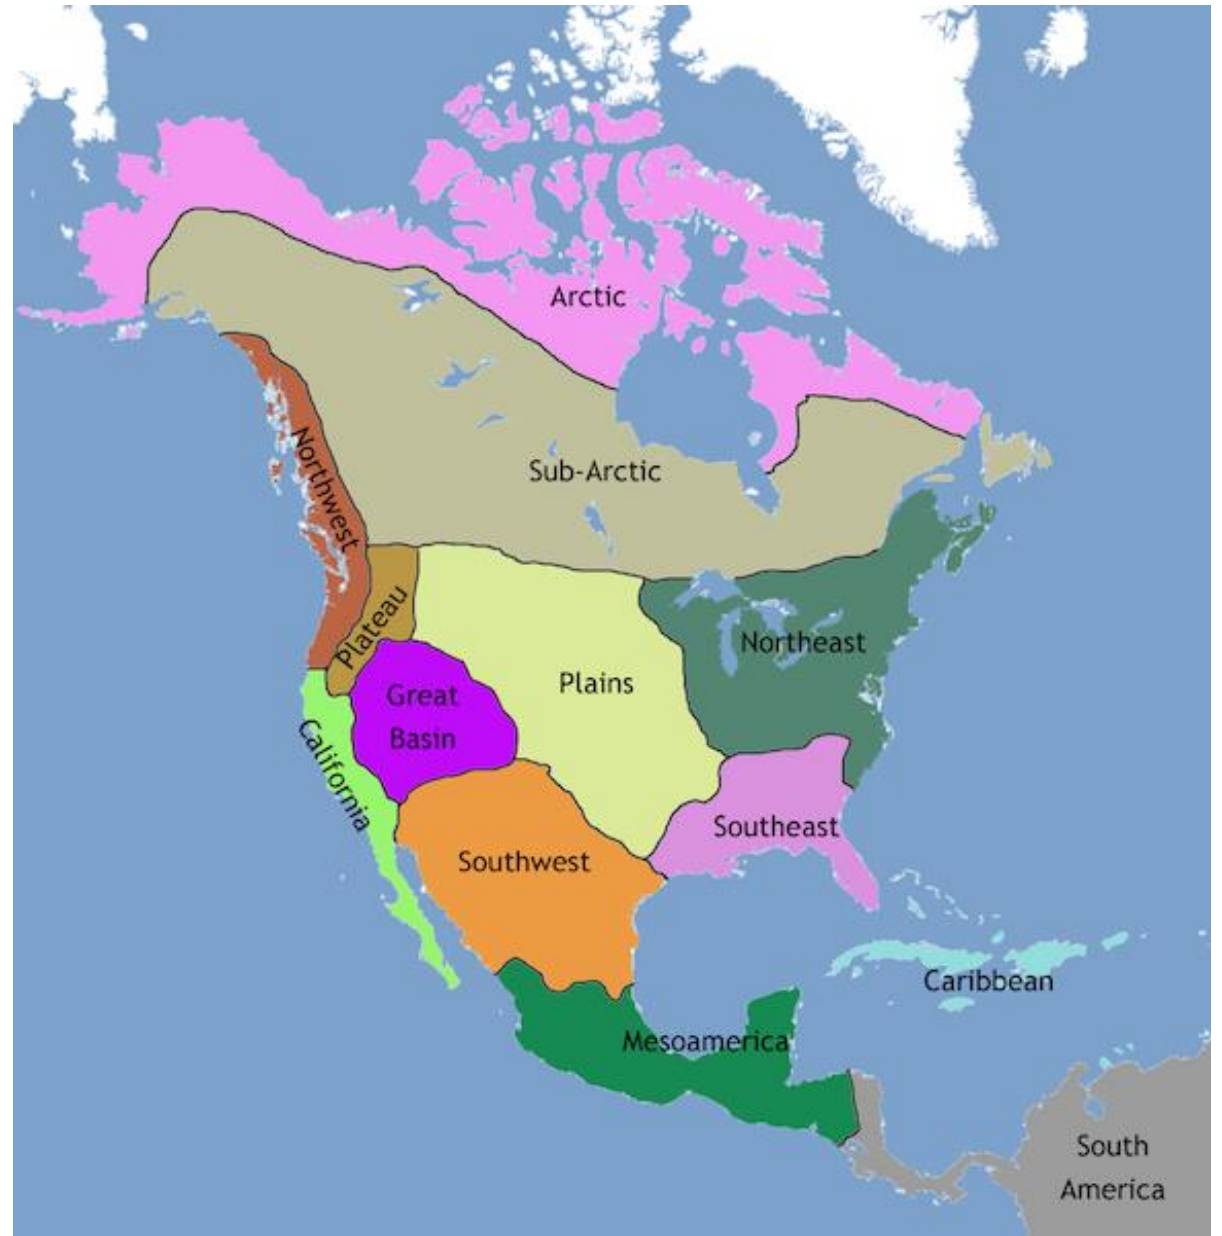 Arctic
Sub-Arctic
Northwest
Plateau
Northeast
Plains
Great
Basin
California
Southeast
Southwest
Caribbean
Mesoamerica
South
America